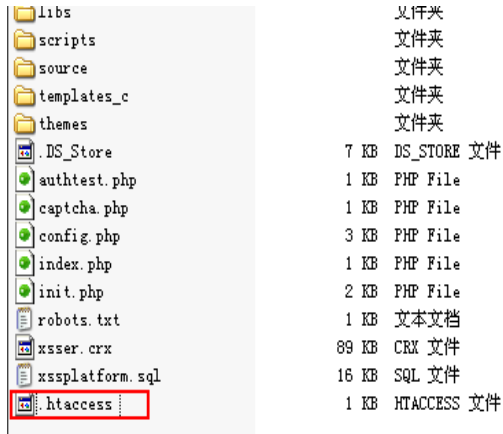 libs 文件夹
scripts 文件夹
source 文件夹
templates_c 文件夹
themes 文件夹
.DS_Store 7 KB DS_STORE 文件
authtest.php 1 KB PHP File
captcha.php 1 KB PHP File
config.php 3 KB PHP File
index.php 1 KB PHP File
init.php 2 KB PHP File
robots.txt 1 KB 文本文档
xsser.crx 89 KB CRX 文件
xssplatform.sql 16 KB SQL 文件
.htaccess 1 KB HTACCESS 文件